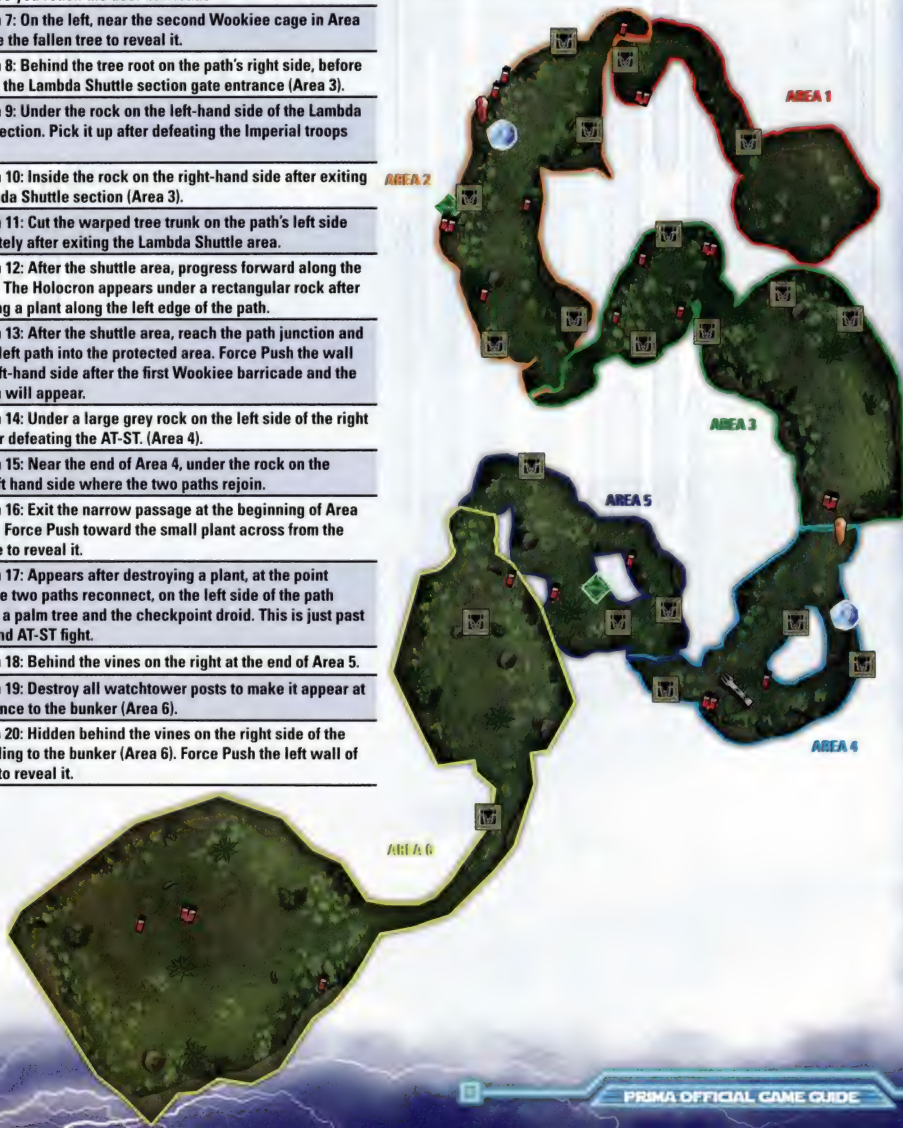 7: On the left, near the second Wookiee cage in Area
the fallen tree to reveal it.
8: Behind the tree root on the path's right side, before
the Lambda Shuttle section gate entrance (Area 3).
9: Under the rock on the left-hand side of the Lambda
ection. Pick it up after defeating the Imperial troops
10: Inside the rock on the right-hand side after exiting
da Shuttle section (Area 3).
11: Cut the warped tree trunk on the path's left side
tely after exiting the Lambda Shuttle area.
12: After the shuttle area, progress forward along the
The Holocron appears under a rectangular rock after
ng a plant along the left edge of the path.
13: After the shuttle area, reach the path junction and
left path into the protected area. Force Push the wall
ft-hand side after the first Wookiee barricade and the
will appear.
14: Under a large grey rock on the left side of the right
r defeating the AT-ST. (Area 4).
15: Near the end of Area 4, under the rock on the
ft hand side where the two paths rejoin.
16: Exit the narrow passage at the beginning of Area
Force Push toward the small plant across from the
e to reveal it.
17: Appears after destroying a plant, at the point
e two paths reconnect, on the left side of the path
a palm tree and the checkpoint droid. This is just past
nd AT-ST fight.
18: Behind the vines on the right at the end of Area 5.
19: Destroy all watchtower posts to make it appear at
nce to the bunker (Area 6).
20: Hidden behind the vines on the right side of the
ding to the bunker (Area 6). Force Push the left wall of
to reveal it.
AREA 1
AREA 2
AREA 3
AREA 5
AREA 4
AREA 6
PRIMA OFFICIAL GAME GUIDE